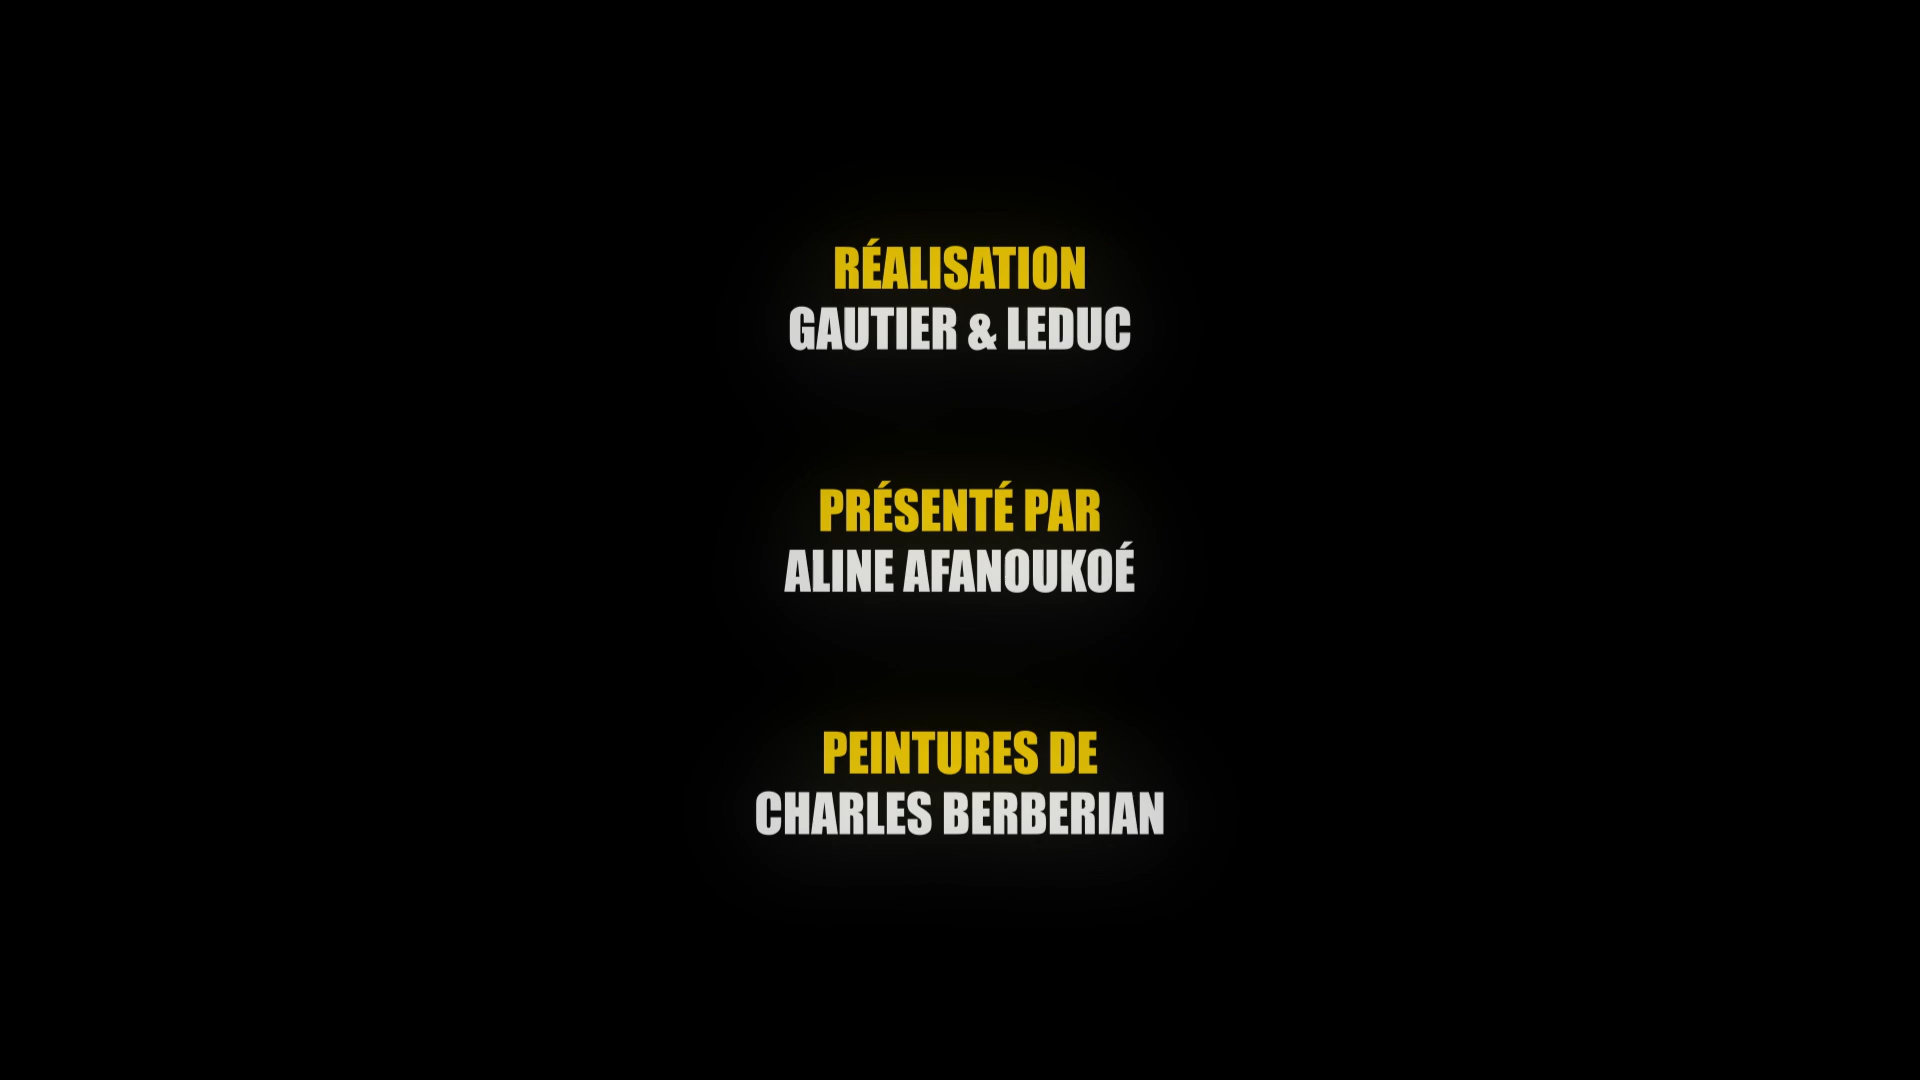 RÉALISATION
GAUTIER & LEDUC
PRÉSENTÉ PAR
ALINE AFANOUKOÉ
PEINTURES DE
CHARLES BERBERIAN